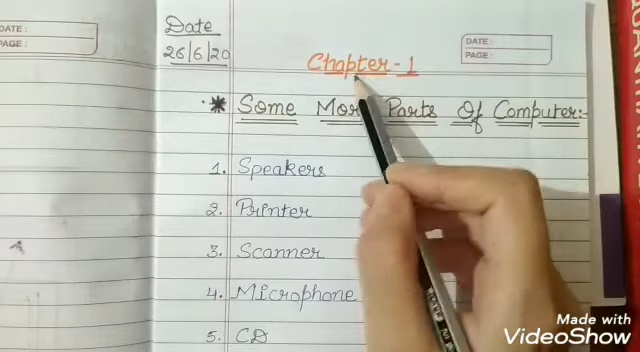 DATE:
PAGE:
Date
26/6/20
DATE:
PAGE:
Chapter-1
* Some More Parts Of Computer:-
1. Speakers
2. Printer
3. Scanner
4. Microphone
5. CD
Made with
VideoShow